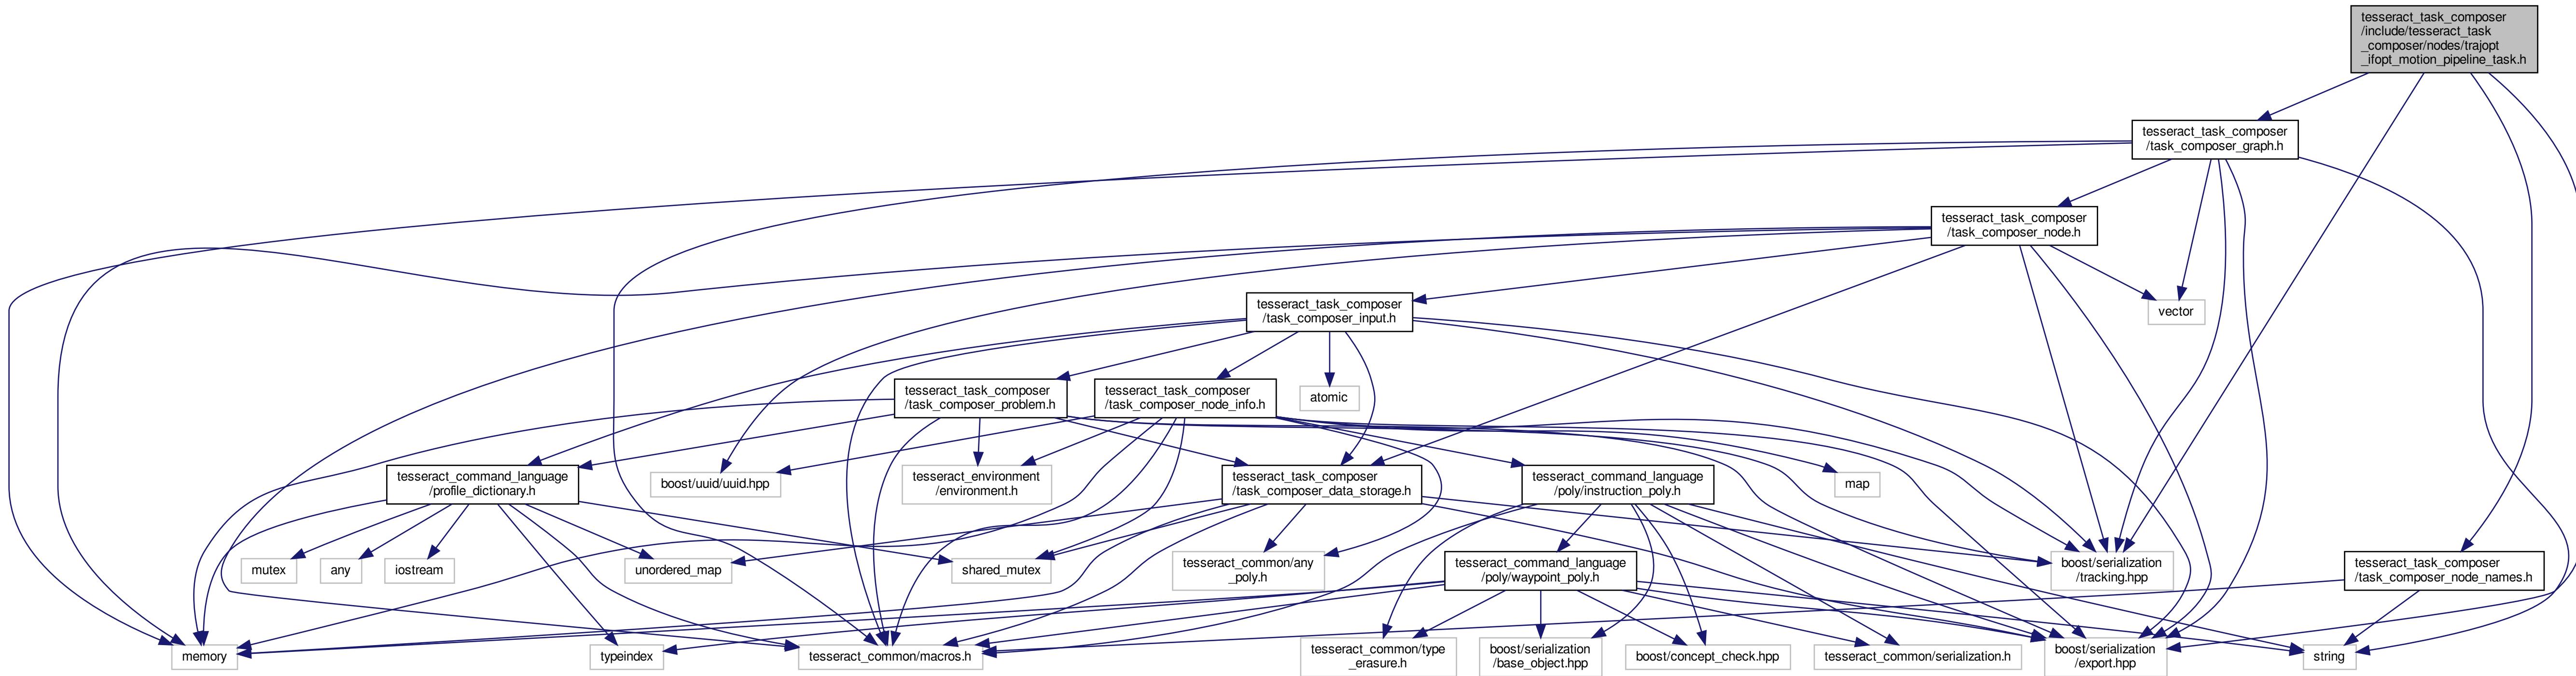 tesseract_task_composer
/include/tesseract_task
_composer/nodes/trajopt
_ifopt_motion_pipeline_task.h
tesseract_task_composer
/task_composer_graph.h
tesseract_task_composer
/task_composer_node.h
tesseract_task_composer
/task_composer_input.h
vector
tesseract_task_composer
/task_composer_problem.h
tesseract_task_composer
/task_composer_node_info.h
atomic
tesseract_command_language
/profile_dictionary.h
boost/uuid/uuid.hpp
tesseract_environment
/environment.h
tesseract_task_composer
/task_composer_data_storage.h
tesseract_command_language
/poly/instruction_poly.h
map
mutex
any
iostream
unordered_map
shared_mutex
tesseract_common/any
_poly.h
tesseract_command_language
/poly/waypoint_poly.h
boost/serialization
/tracking.hpp
tesseract_task_composer
/task_composer_node_names.h
memory
typeindex
tesseract_common/macros.h
tesseract_common/type
_erasure.h
boost/serialization
/base_object.hpp
boost/concept_check.hpp
tesseract_common/serialization.h
boost/serialization
/export.hpp
string